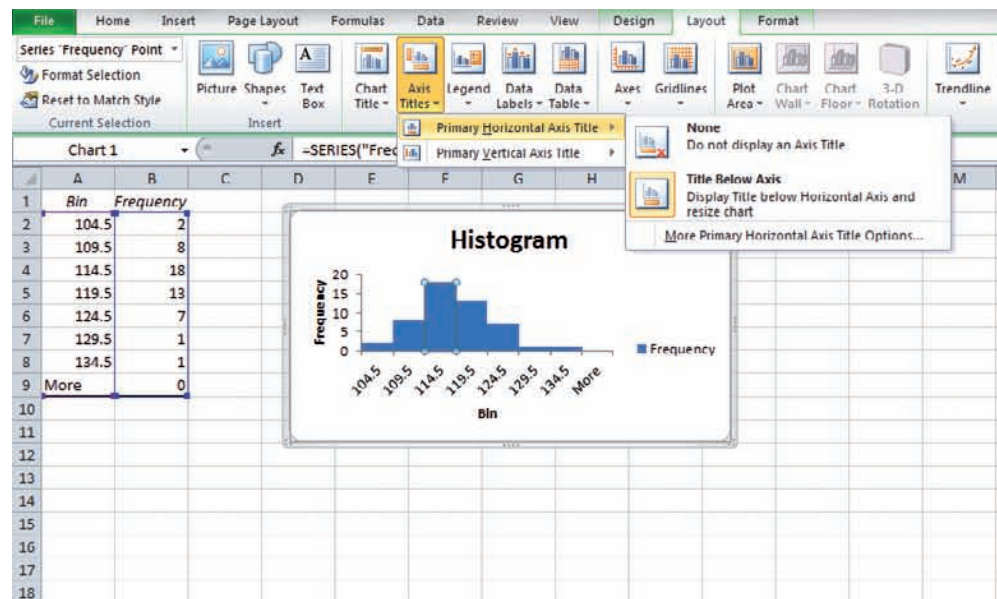 File Home Insert Page Layout Formulas Data Review View Design Layout Format
Series "Frequency" Point
Format Selection
Reset to Match Style
Current Selection
Picture Shapes Text Box
Insert
Chart Title Axis Titles Legend Data Labels Data Table Axes Gridlines Plot Area Chart Wall Chart Floor 3-D Rotation Trendline
Primary Horizontal Axis Title
Primary Vertical Axis Title
None
Do not display an Axis Title
Title Below Axis
Display Title below Horizontal Axis and
resize chart
More Primary Horizontal Axis Title Options...
Chart 1 fx =SERIES("Freq
A B C D E F G H M
1 Bin Frequency
2 104.5 2
3 109.5 8
4 114.5 18
5 119.5 13
6 124.5 7
7 129.5 1
8 134.5 1
9 More 0
10
11
12
13
14
15
16
17
18
Histogram
Frequency
20
15
10
5
0
104.5 109.5 114.5 119.5 124.5 129.5 134.5 More
Bin
Frequency